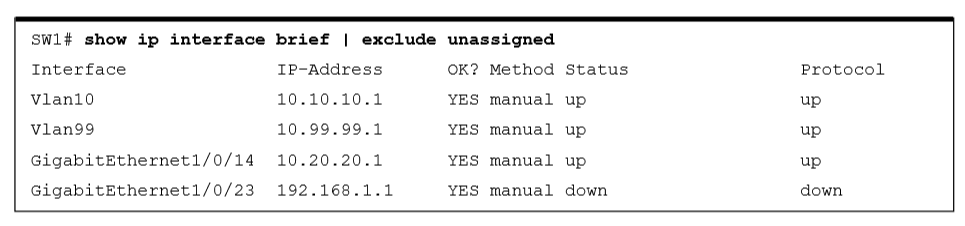 SW1# show ip interface brief | exclude unassigned
Interface IP-Address OK? Method Status Protocol
Vlan10 10.10.10.1 YES manual up up
Vlan99 10.99.99.1 YES manual up up
GigabitEthernet1/0/14 10.20.20.1 YES manual up up
GigabitEthernet1/0/23 192.168.1.1 YES manual down down